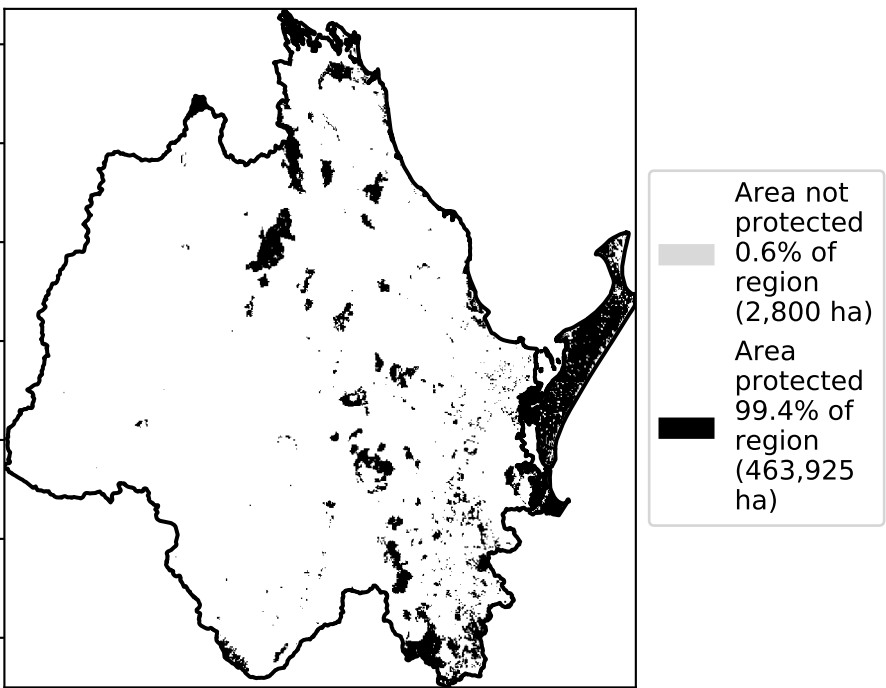 Area not
protected
0.6% of
region
(2,800 ha)
Area
protected
99.4% of
region
(463,925
ha)